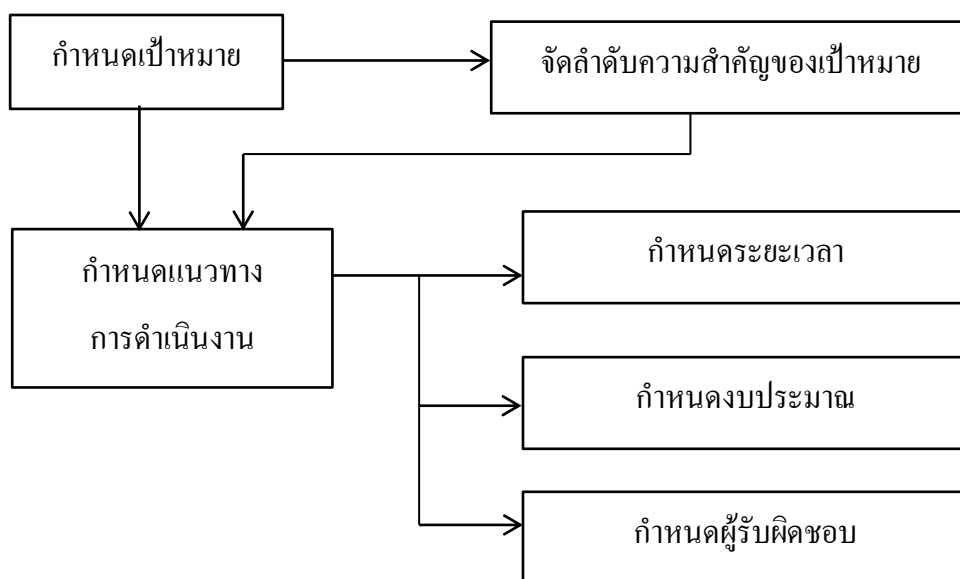 กำหนดเป้าหมาย
จัดลำดับความสำคัญของเป้าหมาย
กำหนดแนวทาง
การดำเนินงาน
กำหนดระยะเวลา
กำหนดงบประมาณ
กำหนดผู้รับผิดชอบ